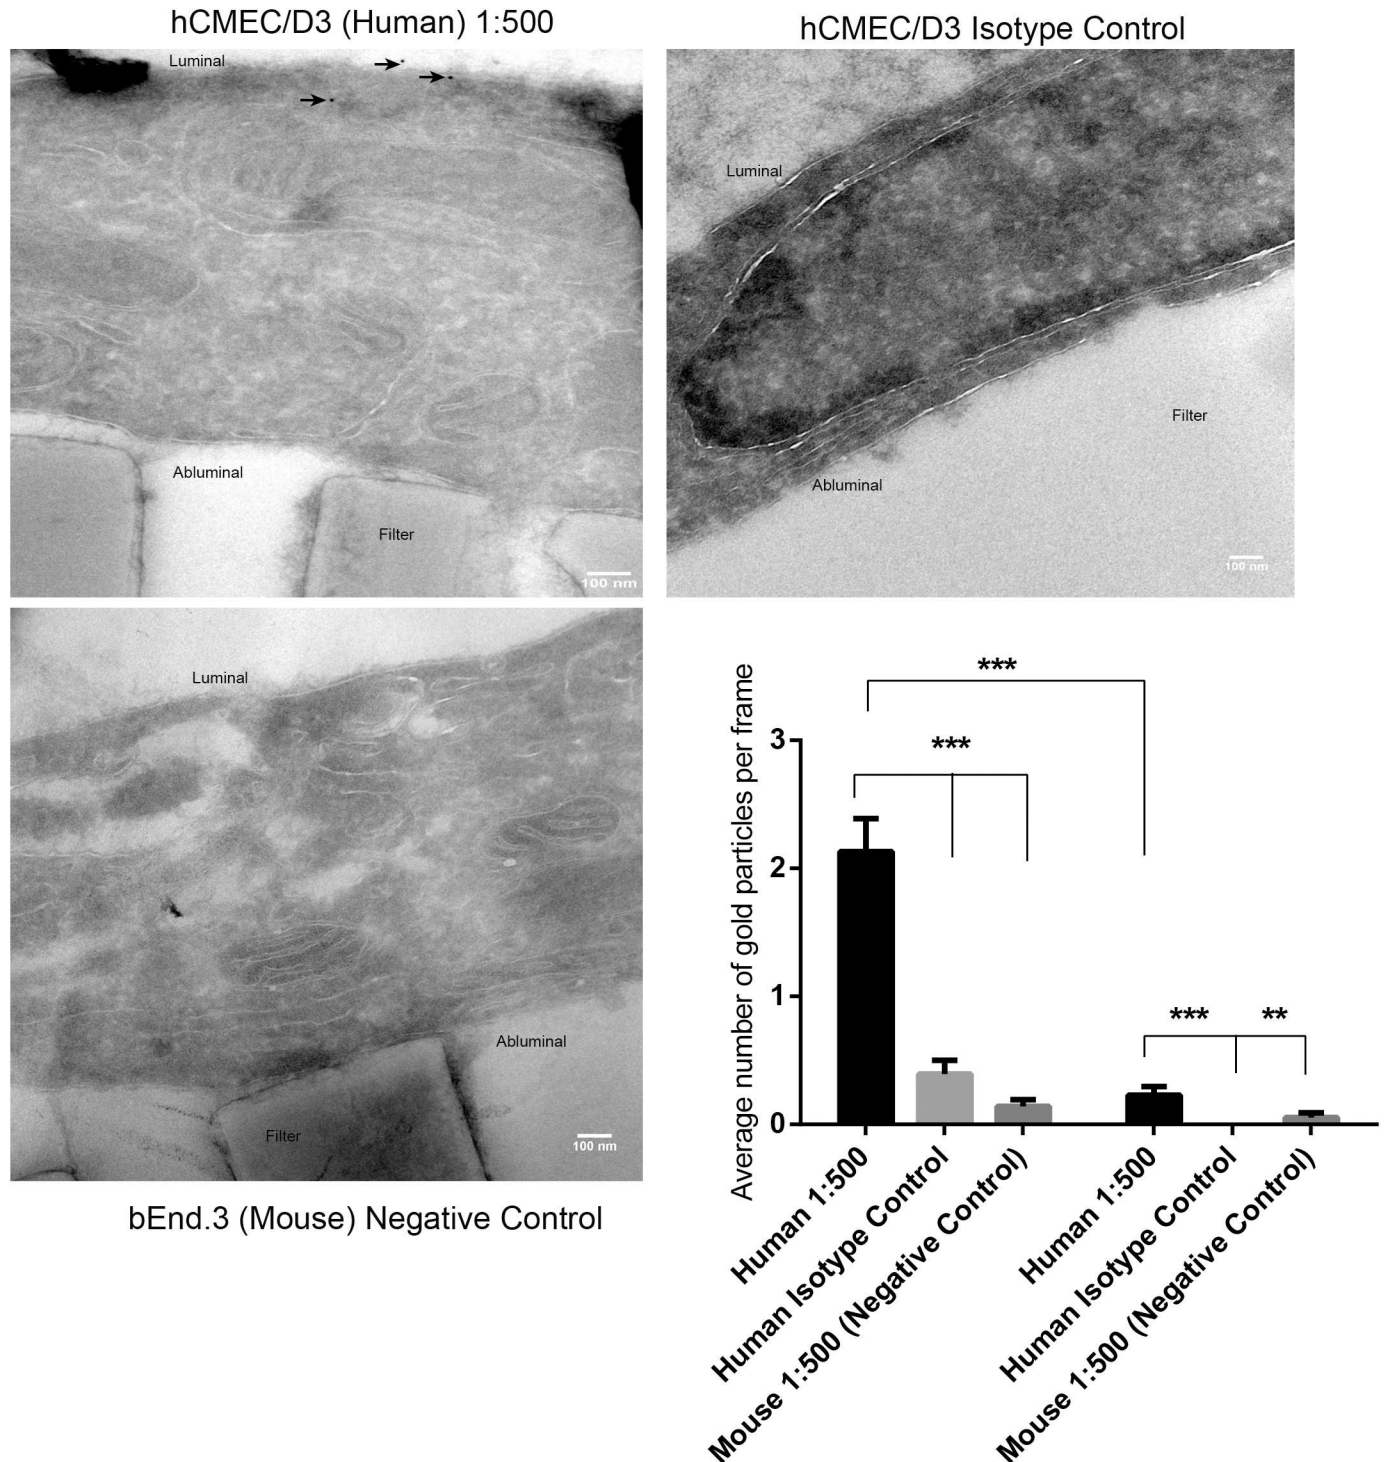 hCMEC/D3 (Human) 1:500
hCMEC/D3 Isotype Control
Luminal
Abluminal
Filter
100 nm
Luminal
Abluminal
Filter
100 nm
Luminal
Abluminal
Filter
100 nm
bEnd.3 (Mouse) Negative Control
Average number of gold particles per frame
3
2
1
0
***
***
***
**
Human 1:500
Human Isotype Control
Mouse 1:500 (Negative Control)
Human 1:500
Human Isotype Control
Mouse 1:500 (Negative Control)